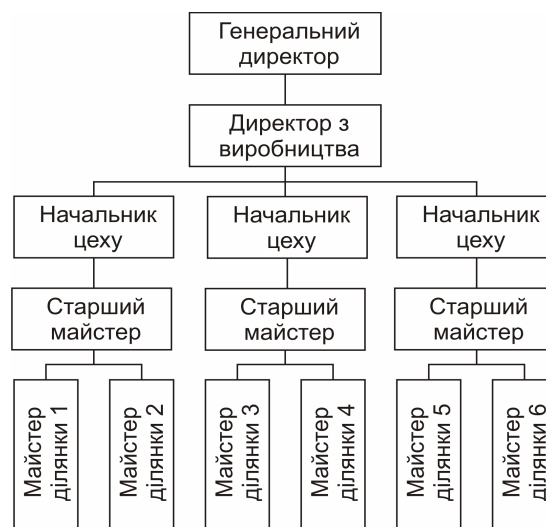 Генеральний
директор
Директор з
виробництва
Начальник
цеху
Начальник
цеху
Начальник
цеху
Старший
майстер
Старший
майстер
Старший
майстер
Майстер
ділянки 1
Майстер
ділянки 2
Майстер
ділянки 3
Майстер
ділянки 4
Майстер
ділянки 5
Майстер
ділянки 6